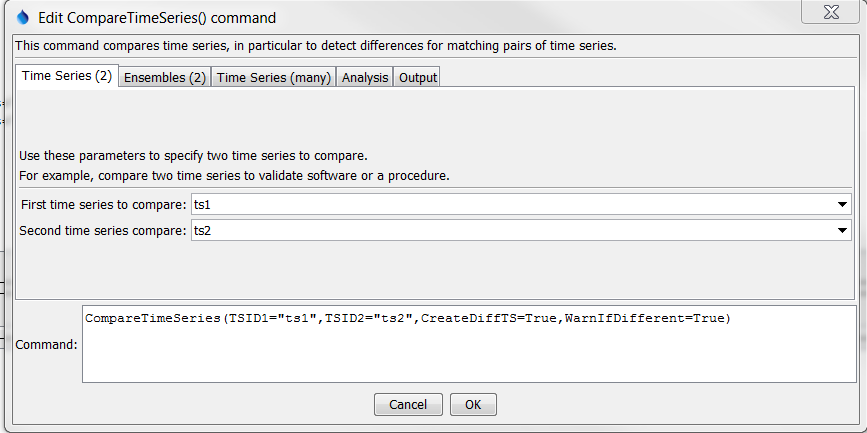 Edit CompareTimeSeries() command
This command compares time series, in particular to detect differences for matching pairs of time series.
Time Series (2) Ensembles (2) Time Series (many) Analysis Output
Use these parameters to specify two time series to compare.
For example, compare two time series to validate software or a procedure.
First time series to compare: ts1
Second time series compare: ts2
Command: CompareTimeSeries(TSID1="ts1",TSID2="ts2",CreateDiffTS=True,WarnIfDifferent=True)
Cancel OK